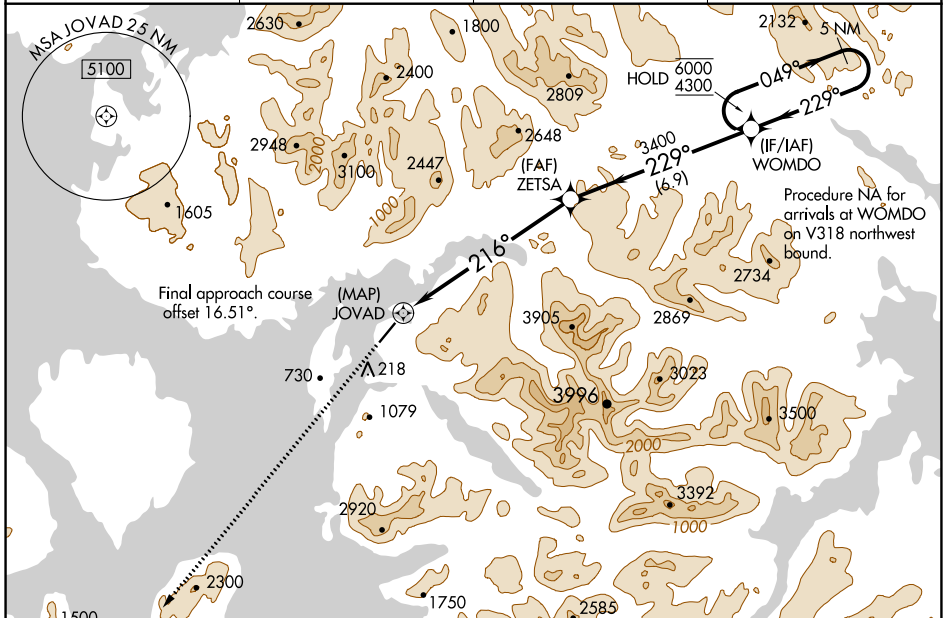 MSA JOVAD 25 NM
5100
2630
1800
2132
5 NM
2400
2809
HOLD
6000
4300
049°
229°
2948
2000
3100
2648
2447
1000
1605
(FAF)
ZETSA
3400
229°
(6.9)
(IF/IAF)
WOMDO
Procedure NA for
arrivals at WOMDO
on V318 northwest
bound.
216°
2734
2869
Final approach course
offset 16.51°.
(MAP)
JOVAD
3905
730
218
3023
1079
3996
3500
2000
2920
3392
1000
2300
1750
2585
1500